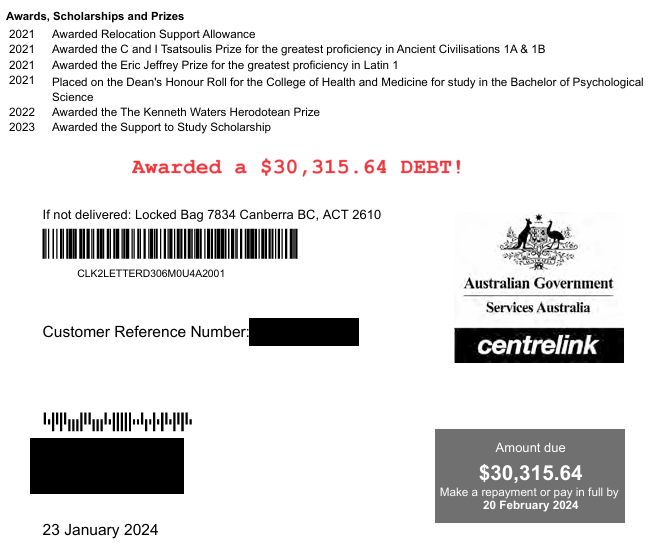 Awards, Scholarships and Prizes
2021 Awarded Relocation Support Allowance
2021 Awarded the C and I Tsatsoulis Prize for the greatest proficiency in Ancient Civilisations 1A & 1B
2021 Awarded the Eric Jeffrey Prize for the greatest proficiency in Latin 1
2021 Placed on the Dean's Honour Roll for the College of Health and Medicine for study in the Bachelor of Psychological
Science
2022 Awarded the The Kenneth Waters Herodotean Prize
2023 Awarded the Support to Study Scholarship
Awarded a $30,315.64 DEBT!
If not delivered: Locked Bag 7834 Canberra BC, ACT 2610
CLK2LETTERD306M0U4A2001
Australian Government
Services Australia
centrelink
Customer Reference Number:
Amount due
$30,315.64
Make a repayment or pay in full by
20 February 2024
23 January 2024